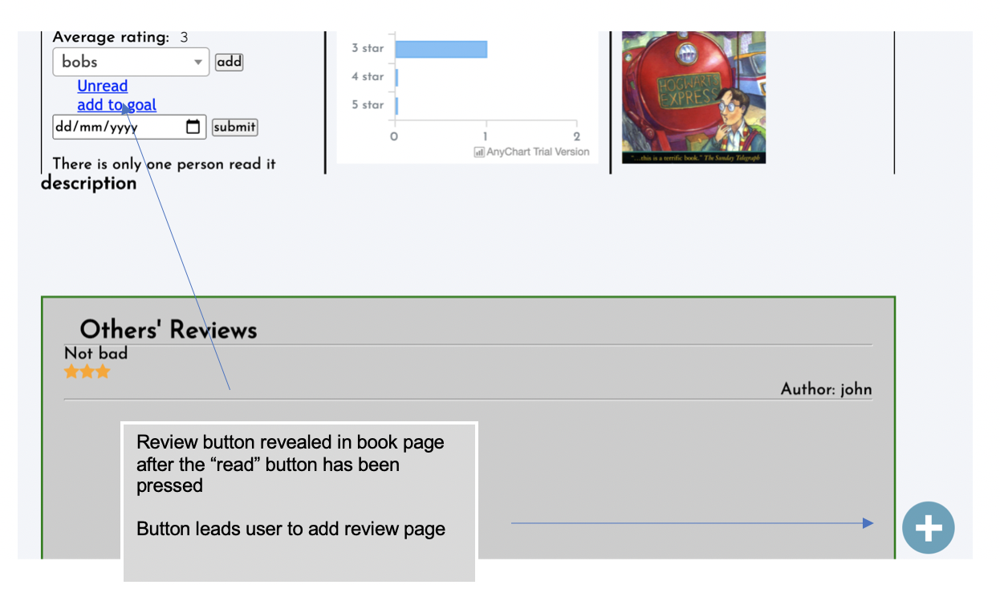 Average rating: 3
bobs
add
Unread
add to goal
dd/mm/yyyy
submit
There is only one person read it
3 star
4 star
5 star
0 1 2
AnyChart Trial Version
HOGWARTS
EXPRESS
"...this is a terrific book." The Sunday Telegraph
description
Others' Reviews
Not bad
Author: john
Review button revealed in book page
after the “read” button has been
pressed
Button leads user to add review page